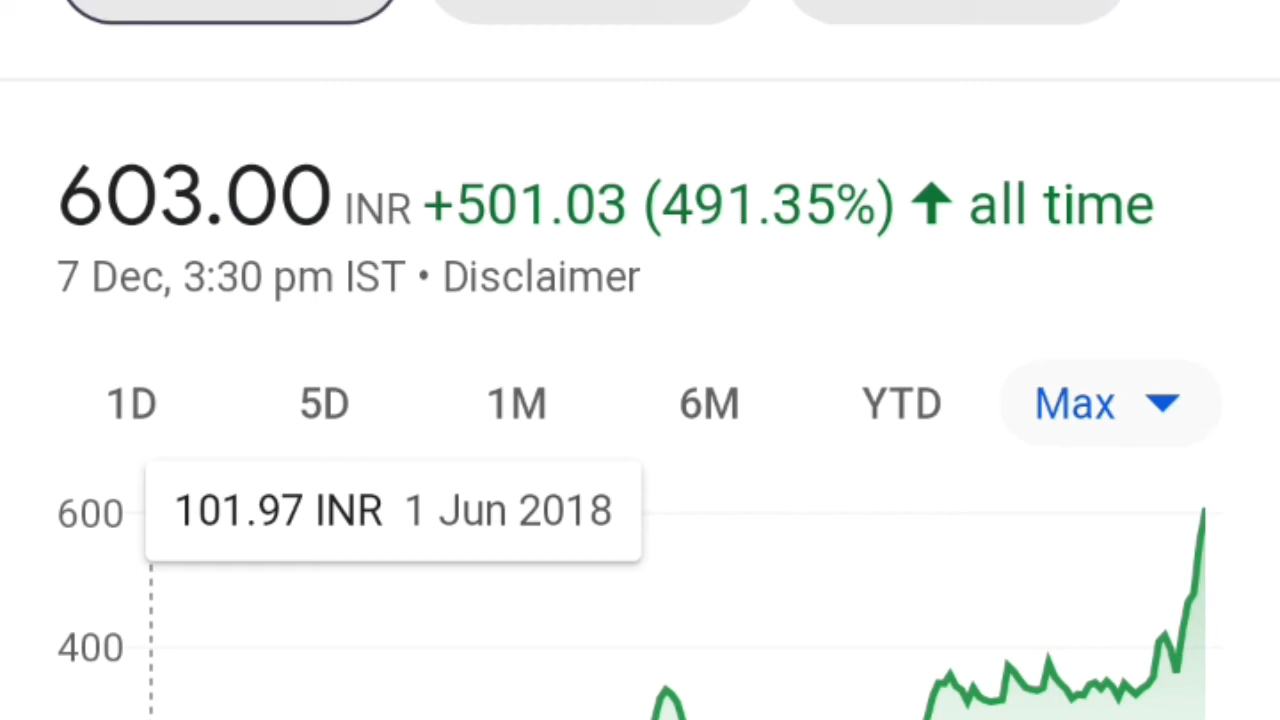 603.00 INR +501.03 (491.35%) ↑ all time
7 Dec, 3:30 pm IST • Disclaimer
1D 5D 1M 6M YTD Max
600 101.97 INR 1 Jun 2018
400